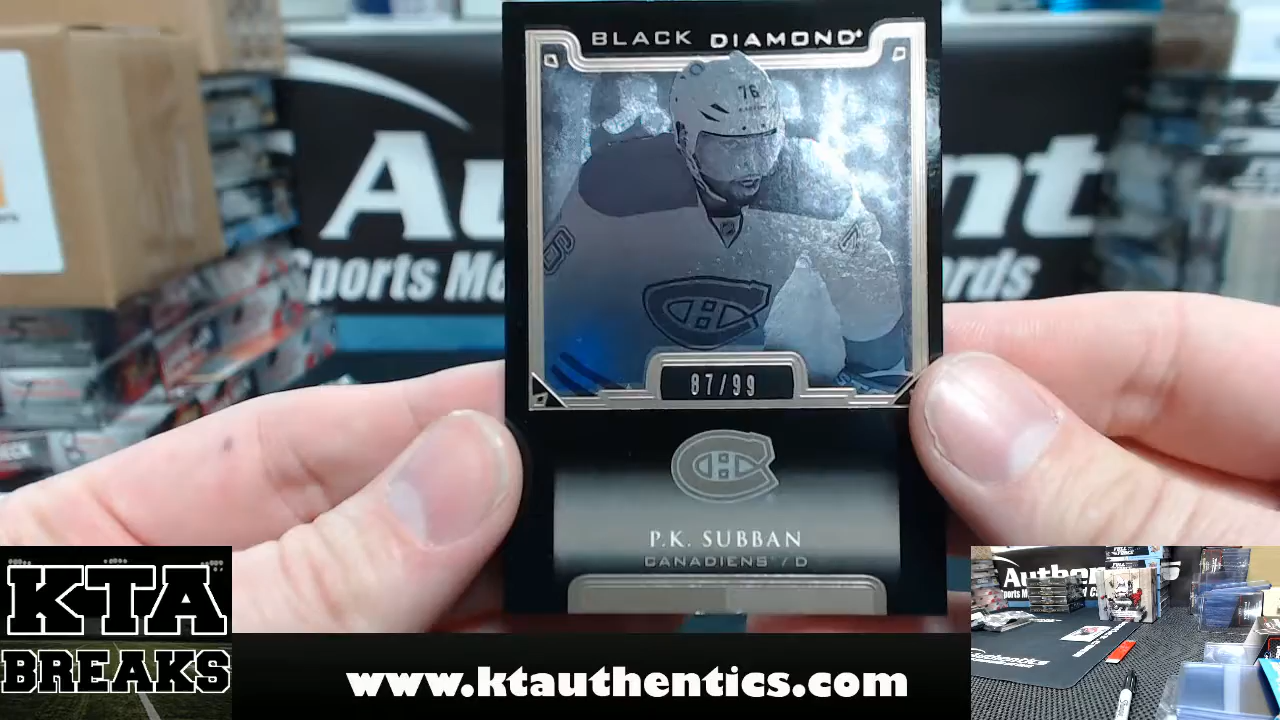 BLACK DIAMOND
76
87/99
P.K. SUBBAN
CANADIENS / D
KTA
BREAKS
www.ktauthentics.com